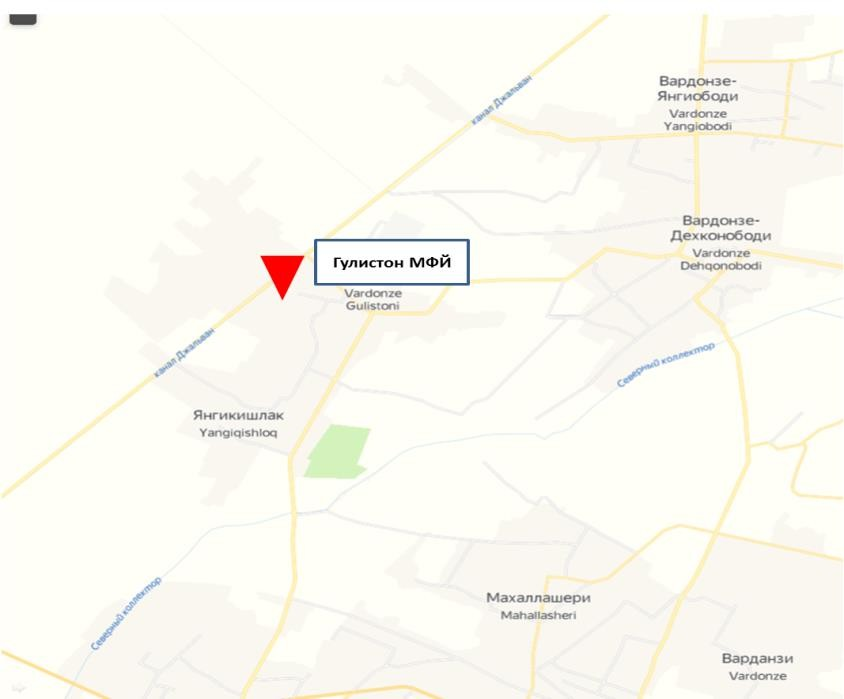 Вардонзе-
Янгиободи
Vardonze
Yangiobodi
канал Джальван
Вардонзе-
Дехконободи
Vardonze
Dehqonobodi
Гулистон МФЙ
Vardonze
Gulistoni
канал Джальван
Северный коллектор
Янгикишлак
Yangiqishloq
Северный коллектор
Махаллашери
Mahallasheri
Варданзи
Vardonze